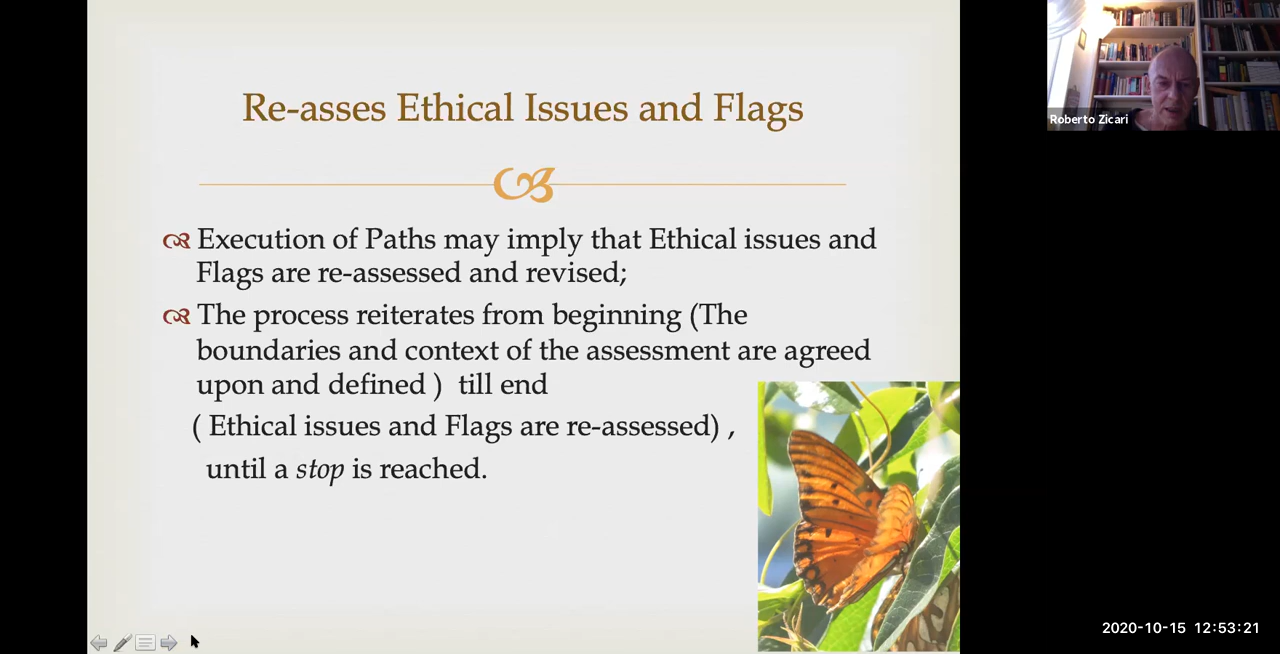 Re-asses Ethical Issues and Flags
Execution of Paths may imply that Ethical issues and
Flags are re-assessed and revised;
The process reiterates from beginning (The
boundaries and context of the assessment are agreed
upon and defined ) till end
( Ethical issues and Flags are re-assessed) ,
until a stop is reached.
Roberto Zicari
2020-10-15 12:53:21